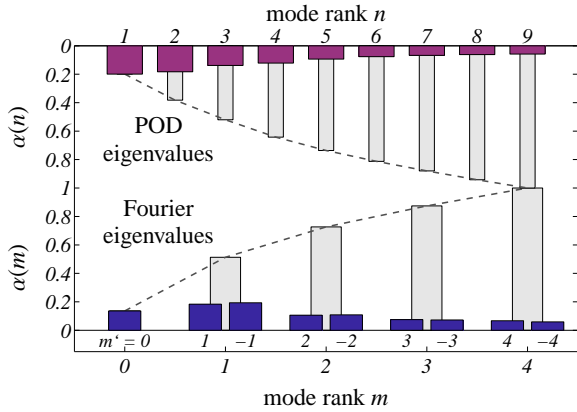 mode rank n
1 2 3 4 5 6 7 8 9
0
0.2
0.4
0.6
0.8
1
0.8
0.6
0.4
0.2
0
α(n)
α(m)
POD
eigenvalues
Fourier
eigenvalues
m‘ = 0 1 −1 2 −2 3 −3 4 −4
0 1 2 3 4
mode rank m